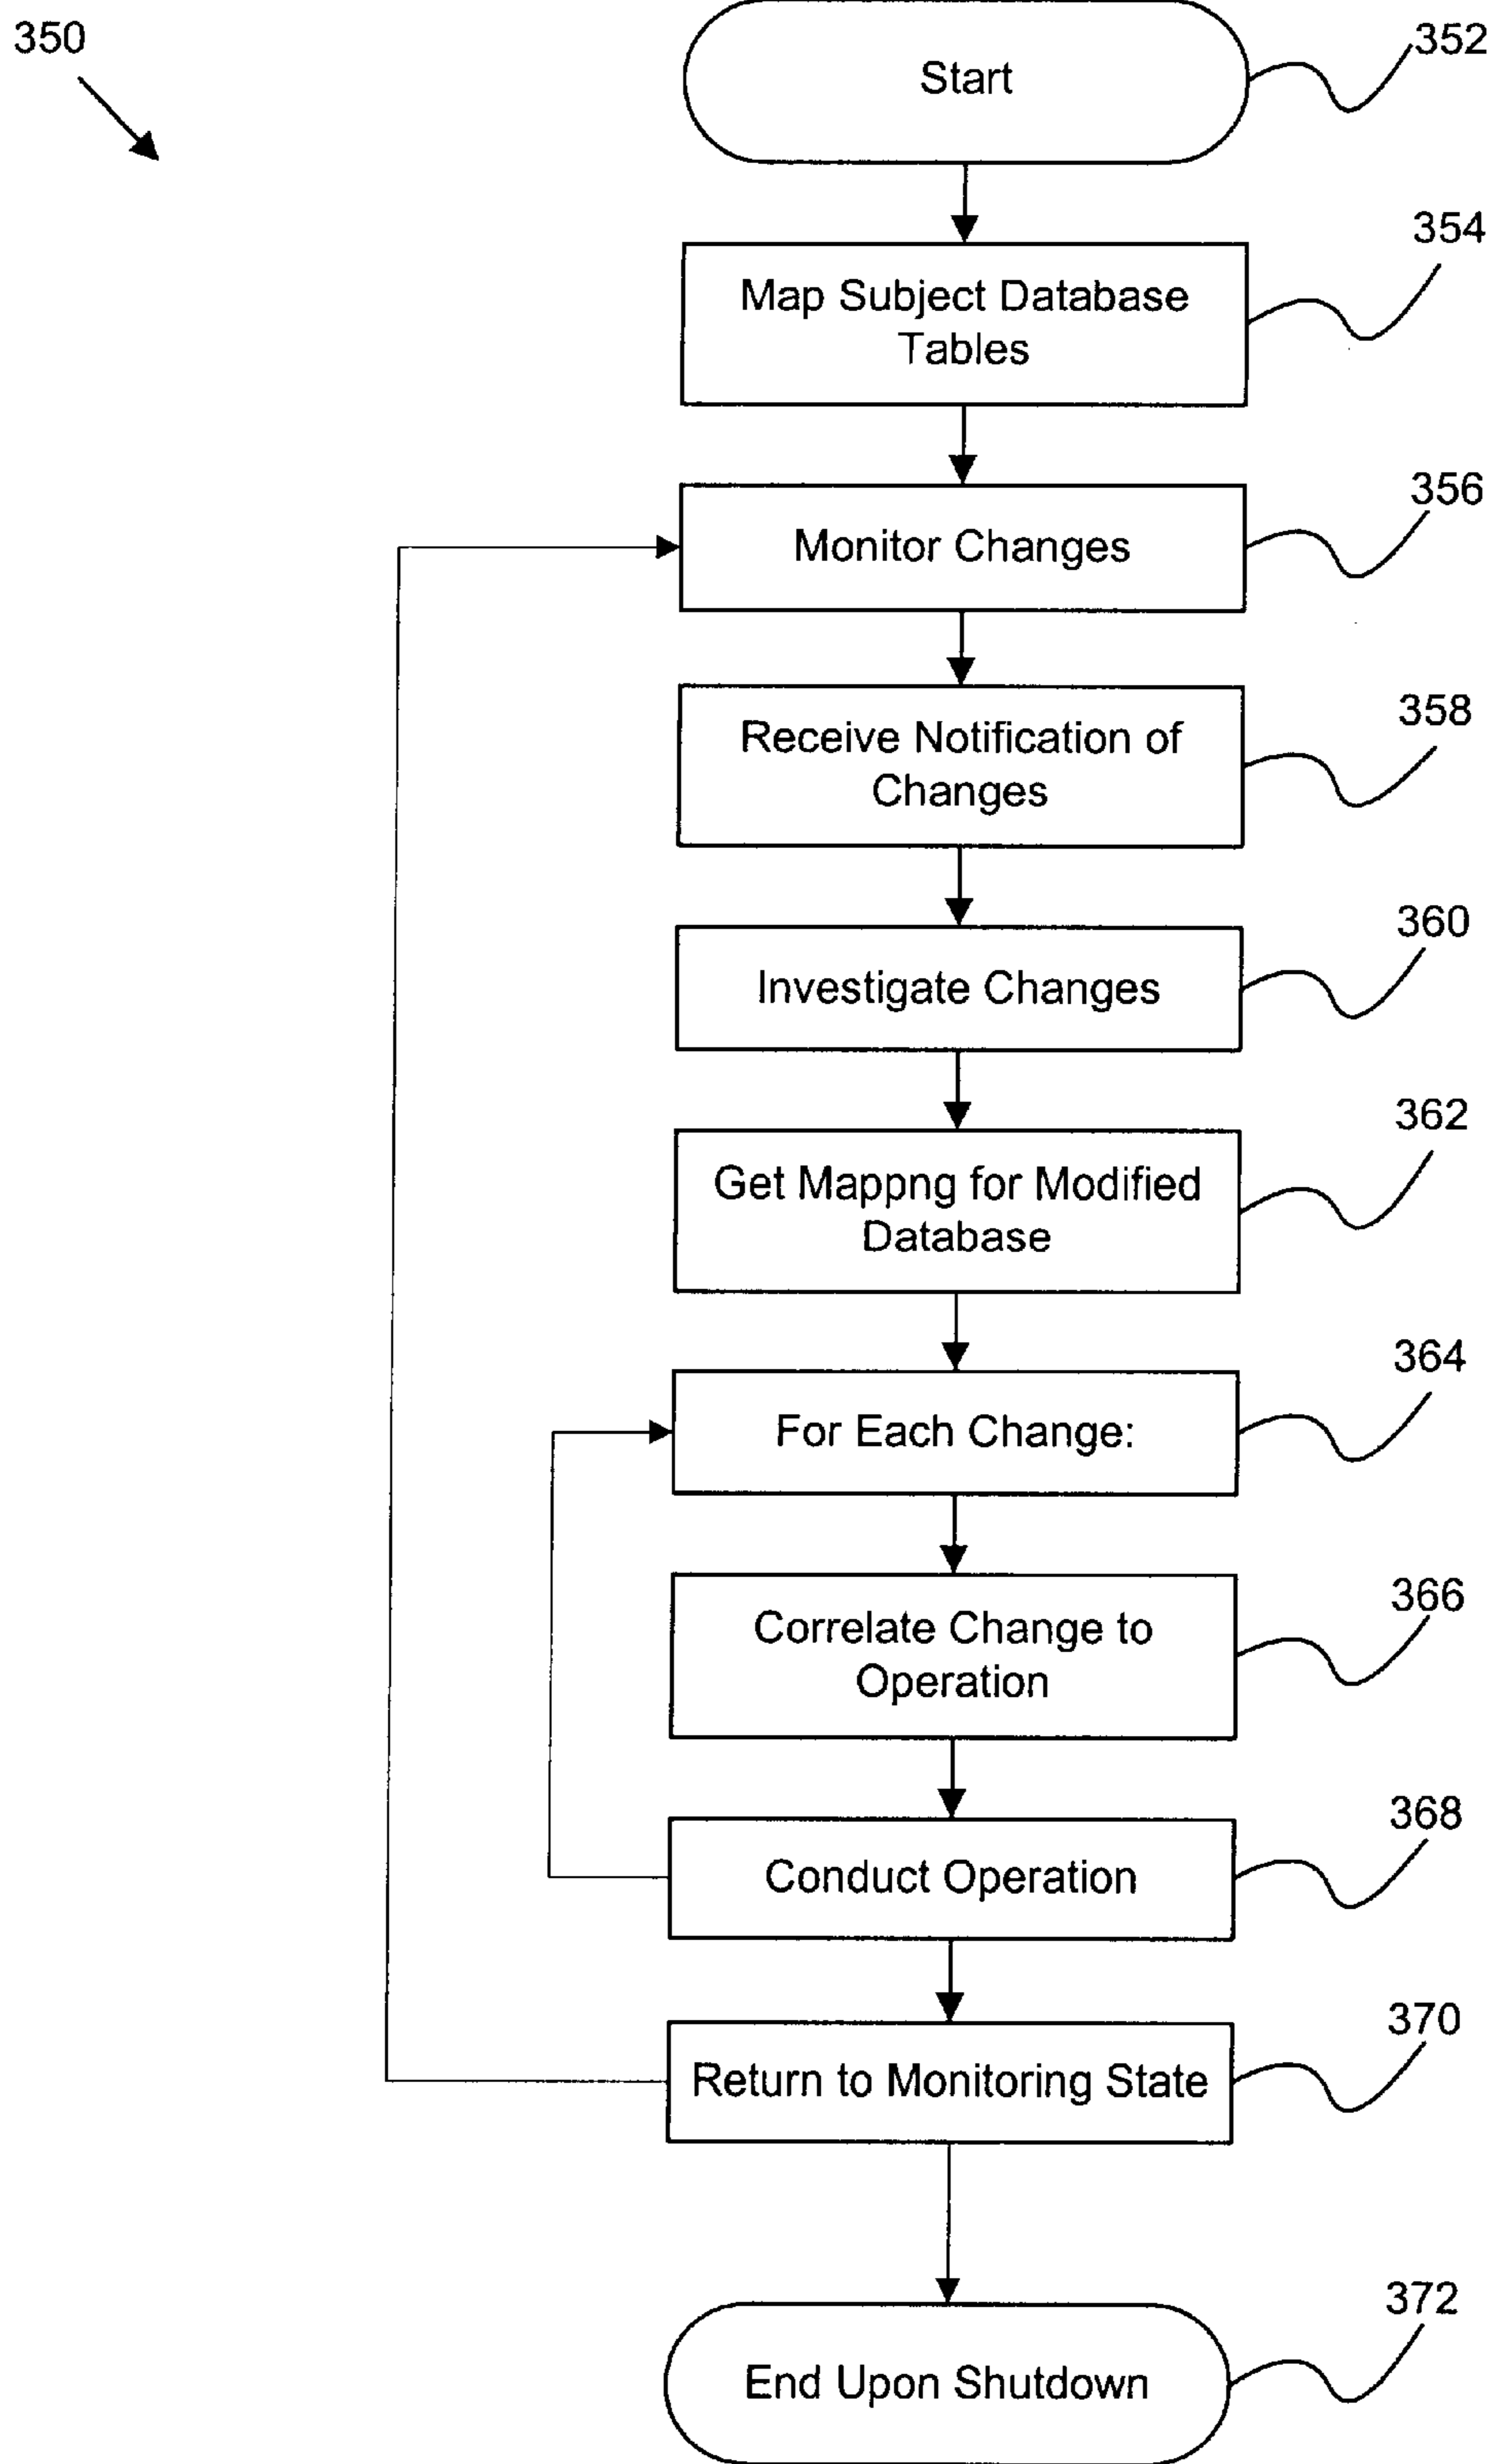 350
Start
352
Map Subject Database
Tables
354
Monitor Changes
356
Receive Notification of
Changes
358
Investigate Changes
360
Get Mappng for Modified
Database
362
For Each Change:
364
Correlate Change to
Operation
366
Conduct Operation
368
Return to Monitoring State
370
End Upon Shutdown
372